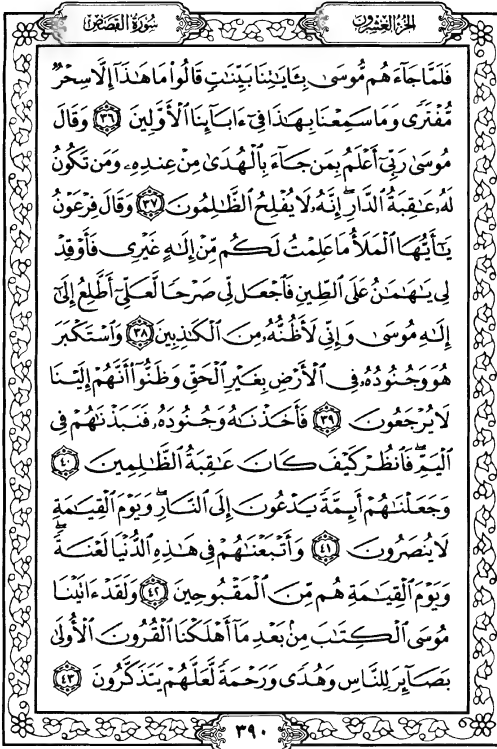 الجزء العشرون
سورة القصص
فَلَمَّا جَآءَهُم مُّوسَىٰ بِـَٔايَٰتِنَا بَيِّنَٰتٍ قَالُوا۟ مَا هَٰذَآ إِلَّا سِحْرٌ
مُّفْتَرًى وَمَا سَمِعْنَا بِهَٰذَا فِىٓ ءَابَآئِنَا ٱلْأَوَّلِينَ ٣٦ وَقَالَ
مُوسَىٰ رَبِّىٓ أَعْلَمُ بِمَن جَآءَ بِٱلْهُدَىٰ مِنْ عِندِهِۦ وَمَن تَكُونُ
لَهُۥ عَٰقِبَةُ ٱلدَّارِ ۖ إِنَّهُۥ لَا يُفْلِحُ ٱلظَّٰلِمُونَ ٣٧ وَقَالَ فِرْعَوْنُ
يَٰٓأَيُّهَا ٱلْمَلَأُ مَا عَلِمْتُ لَكُم مِّنْ إِلَٰهٍ غَيْرِى فَأَوْقِدْ
لِى يَٰهَٰمَٰنُ عَلَى ٱلطِّينِ فَٱجْعَل لِّى صَرْحًا لَّعَلِّىٓ أَطَّلِعُ إِلَىٰٓ
إِلَٰهِ مُوسَىٰ وَإِنِّى لَأَظُنُّهُۥ مِنَ ٱلْكَٰذِبِينَ ٣٨ وَٱسْتَكْبَرَ
هُوَ وَجُنُودُهُۥ فِى ٱلْأَرْضِ بِغَيْرِ ٱلْحَقِّ وَظَنُّوٓا۟ أَنَّهُمْ إِلَيْنَا
لَا يُرْجَعُونَ ٣٩ فَأَخَذْنَٰهُ وَجُنُودَهُۥ فَنَبَذْنَٰهُمْ فِى
ٱلْيَمِّ ۖ فَٱنظُرْ كَيْفَ كَانَ عَٰقِبَةُ ٱلظَّٰلِمِينَ ٤٠
وَجَعَلْنَٰهُمْ أَئِمَّةً يَدْعُونَ إِلَى ٱلنَّارِ ۖ وَيَوْمَ ٱلْقِيَٰمَةِ
لَا يُنصَرُونَ ٤١ وَأَتْبَعْنَٰهُمْ فِى هَٰذِهِ ٱلدُّنْيَا لَعْنَةً ۖ
وَيَوْمَ ٱلْقِيَٰمَةِ هُم مِّنَ ٱلْمَقْبُوحِينَ ٤٢ وَلَقَدْ ءَاتَيْنَا
مُوسَى ٱلْكِتَٰبَ مِنۢ بَعْدِ مَآ أَهْلَكْنَا ٱلْقُرُونَ ٱلْأُولَىٰ
بَصَآئِرَ لِلنَّاسِ وَهُدًى وَرَحْمَةً لَّعَلَّهُمْ يَتَذَكَّرُونَ ٤٣
٣٩٠